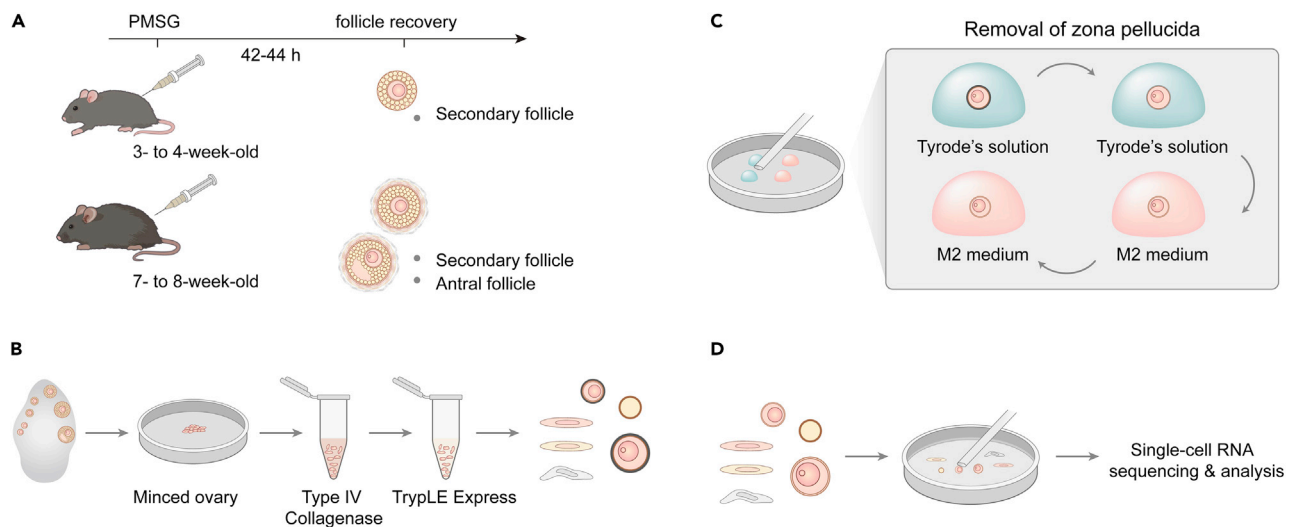 A
PMSG
follicle recovery
42-44 h
Secondary follicle
3- to 4-week-old
Secondary follicle
Antral follicle
7- to 8-week-old
B
Minced ovary
Type IV
Collagenase
TrypLE Express
C
Removal of zona pellucida
Tyrode’s solution
Tyrode’s solution
M2 medium
M2 medium
D
Single-cell RNA
sequencing & analysis